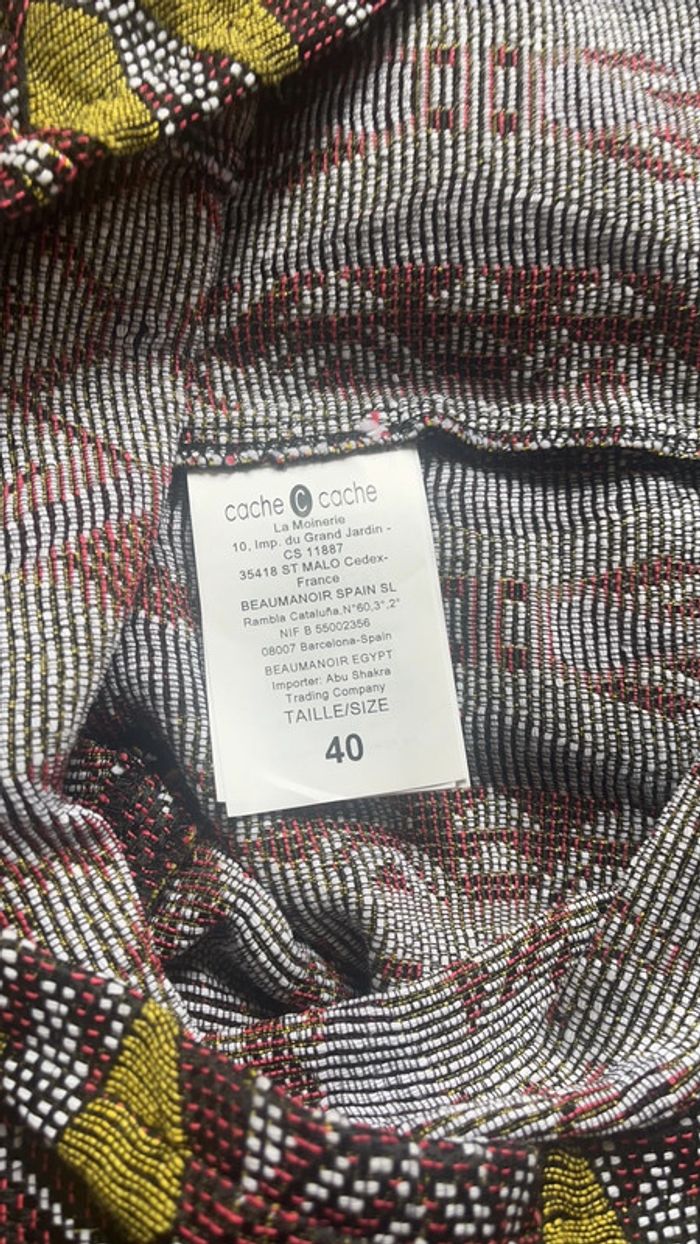 cache C cache
La Moinerie
10, Imp. du Grand Jardin -
CS 11887
35418 ST MALO Cedex-
France
BEAUMANOIR SPAIN SL
Rambla Cataluña,N°60,3°,2°
NIF B 55002356
08007 Barcelona-Spain
BEAUMANOIR EGYPT
Importer: Abu Shakra
Trading Company
TAILLE/SIZE
40